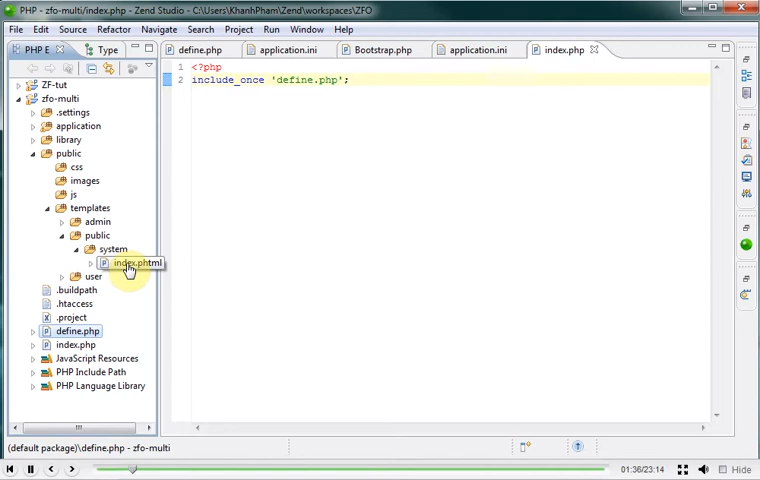 PHP - zfo-multi/index.php - Zend Studio - C:\Users\KhanhPham\Zend\workspaces\ZFO
File Edit Source Refactor Navigate Search Project Run Window Help
PHP E Type define.php application.ini Bootstrap.php application.ini index.php
ZF-tut
zfo-multi
.settings
application
library
public
css
images
js
templates
admin
public
system
index.phtml
user
.buildpath
.htaccess
.project
define.php
index.php
JavaScript Resources
PHP Include Path
PHP Language Library
1 <?php
2 include_once 'define.php';
(default package)\define.php - zfo-multi
01:36/23:14 Hide